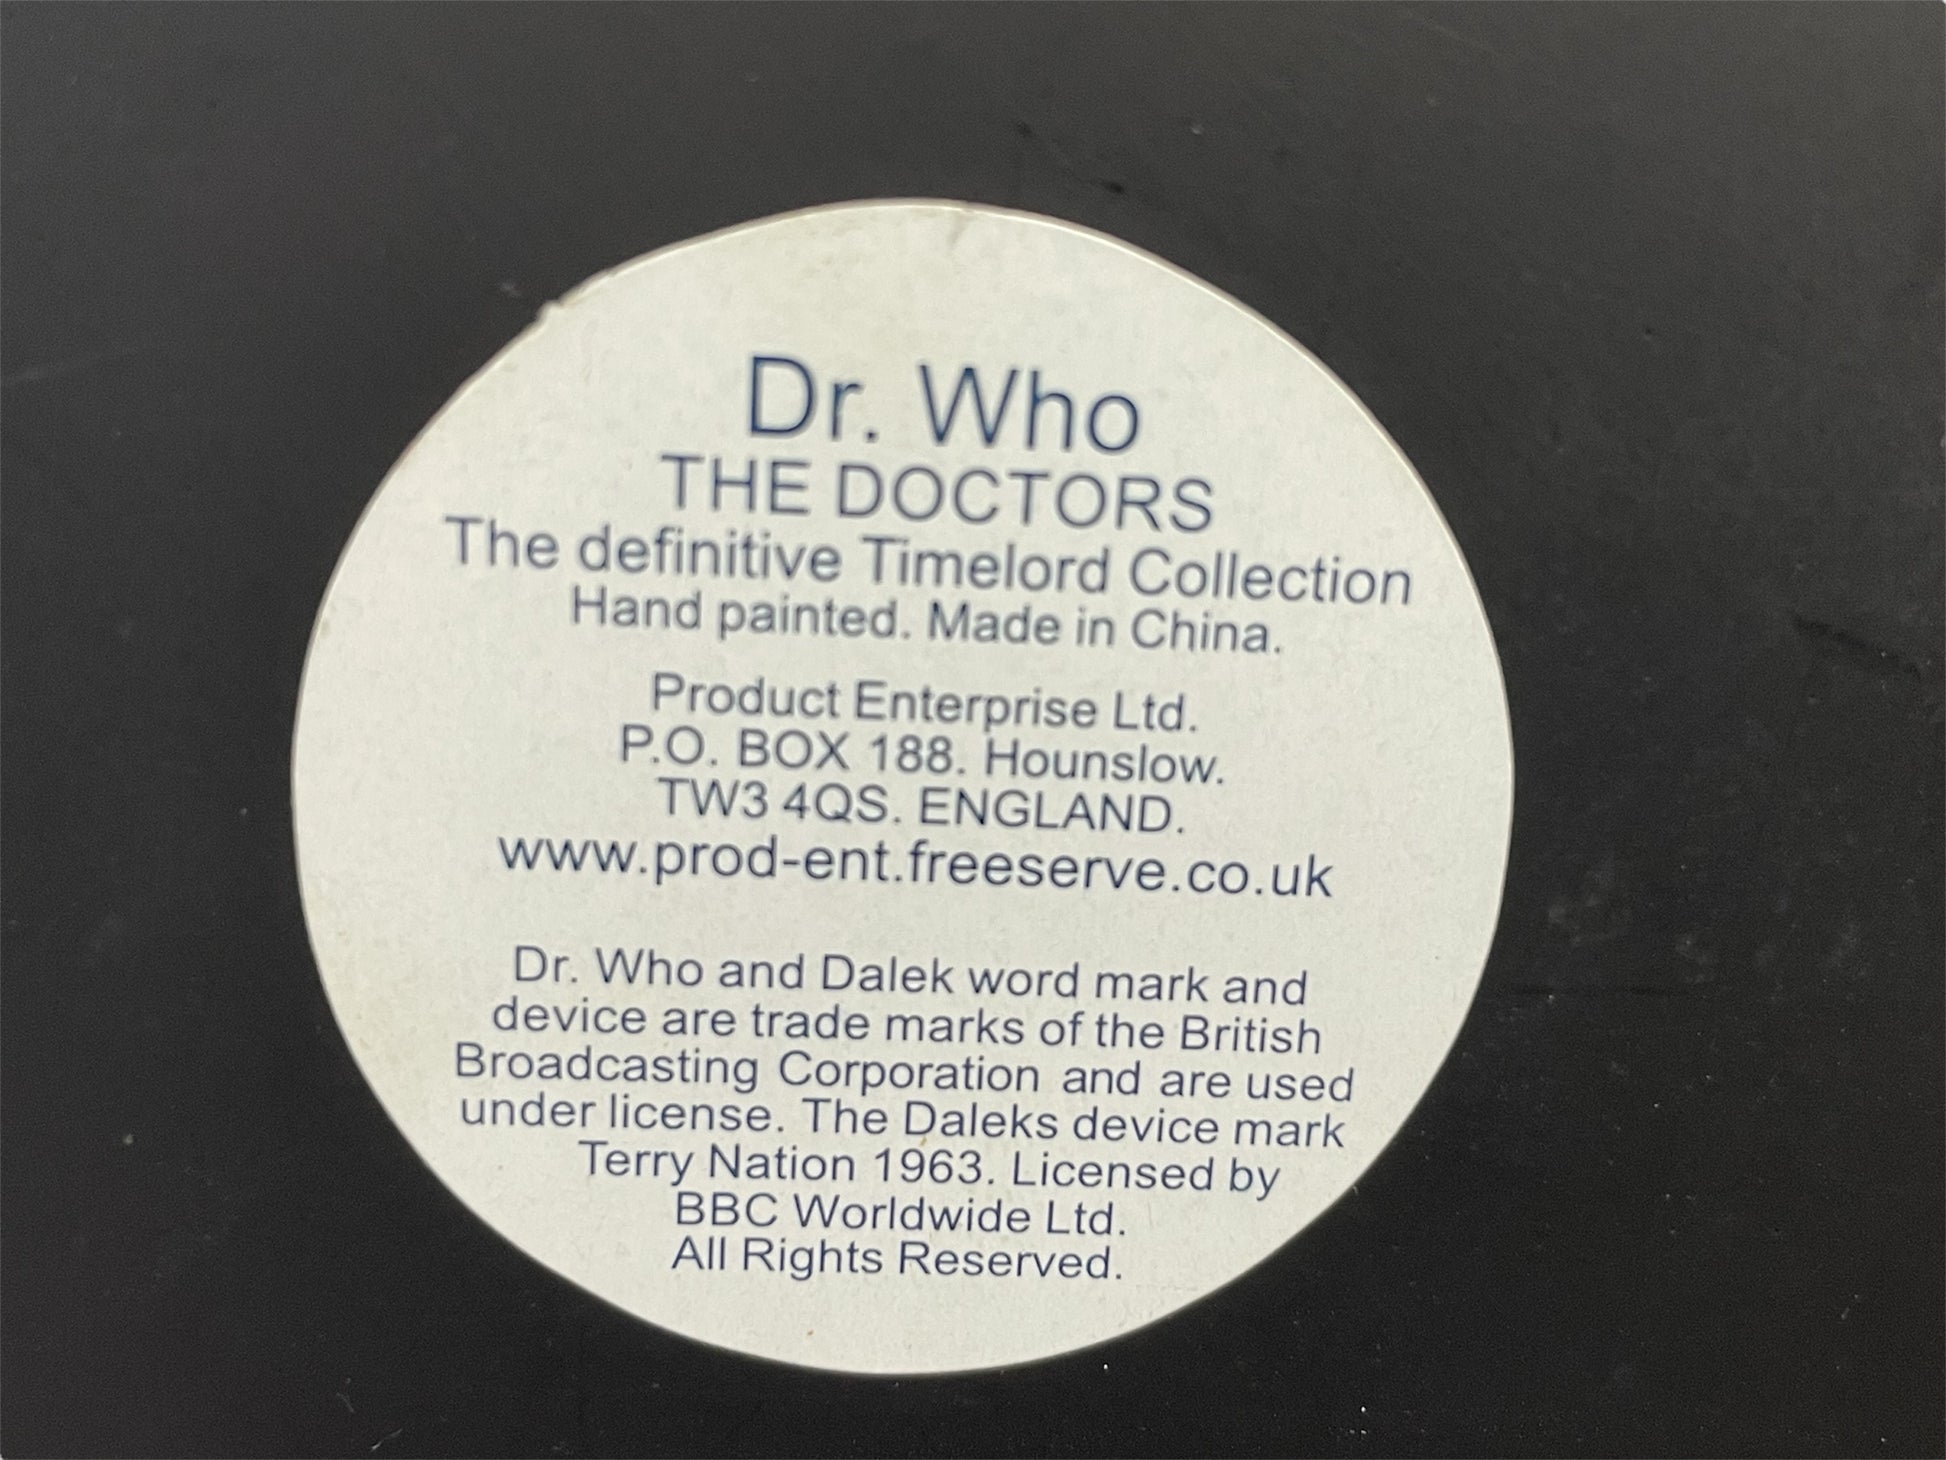 Dr. Who
THE DOCTORS
The definitive Timelord Collection
Hand painted. Made in China.
Product Enterprise Ltd.
P.O. BOX 188. Hounslow.
TW3 4QS. ENGLAND.
www.prod-ent.freeserve.co.uk
Dr. Who and Dalek word mark and
device are trade marks of the British
Broadcasting Corporation and are used
under license. The Daleks device mark
Terry Nation 1963. Licensed by
BBC Worldwide Ltd.
All Rights Reserved.